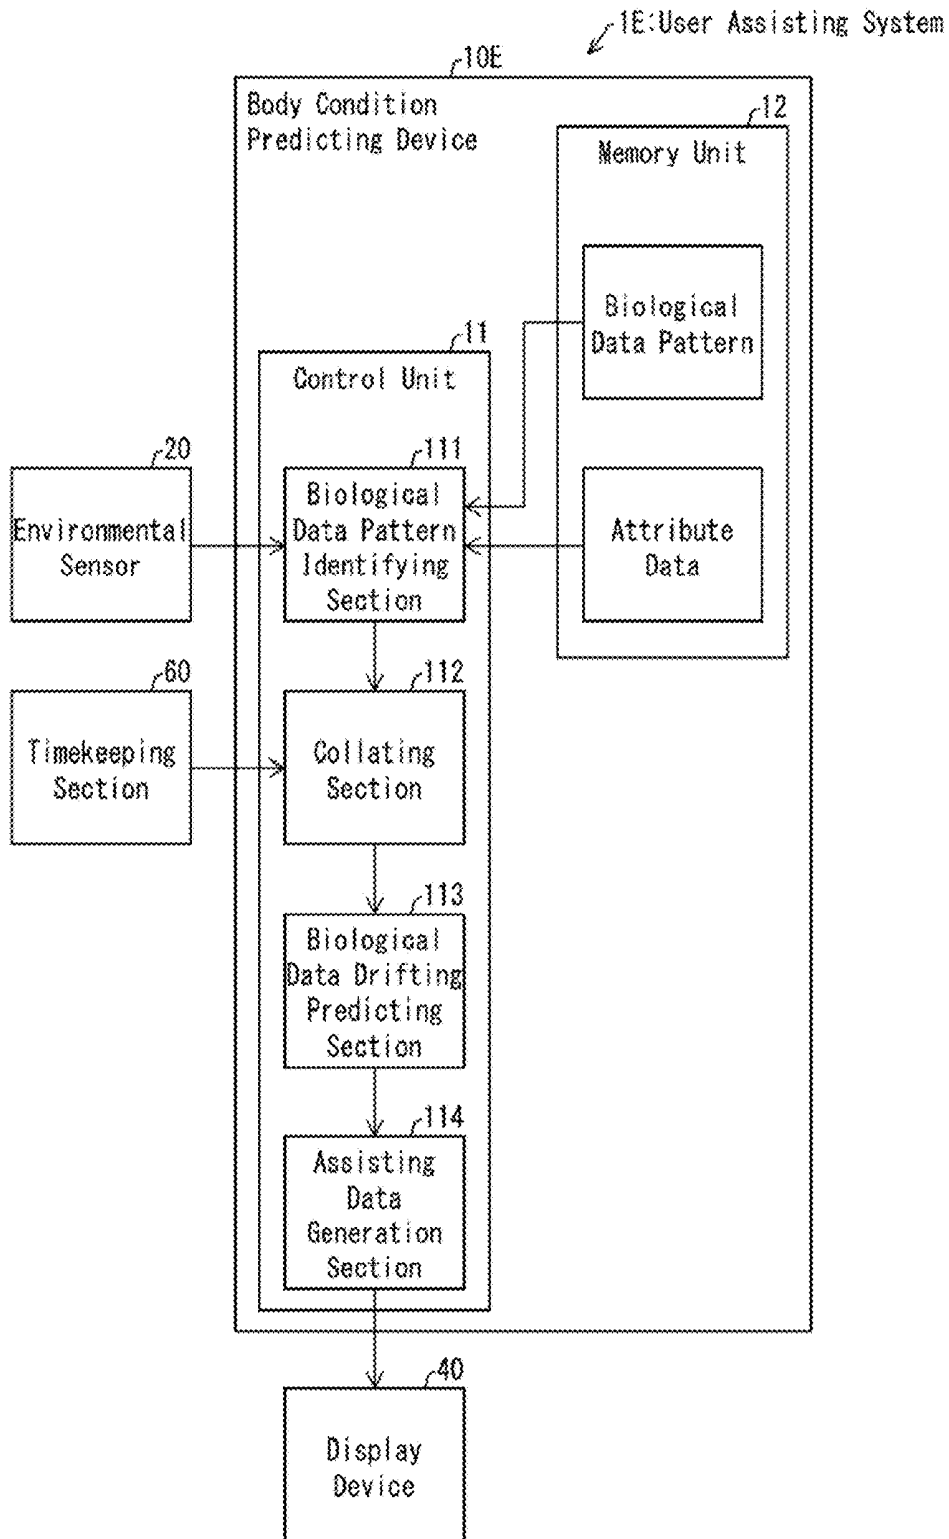 1E:User Assisting System
10E
Body Condition
Predicting Device
12
Memory Unit
Biological
Data Pattern
11
Control Unit
20
Environmental
Sensor
111
Biological
Data Pattern
Identifying
Section
Attribute
Data
60
Timekeeping
Section
112
Collating
Section
113
Biological
Data Drifting
Predicting
Section
114
Assisting
Data
Generation
Section
40
Display
Device